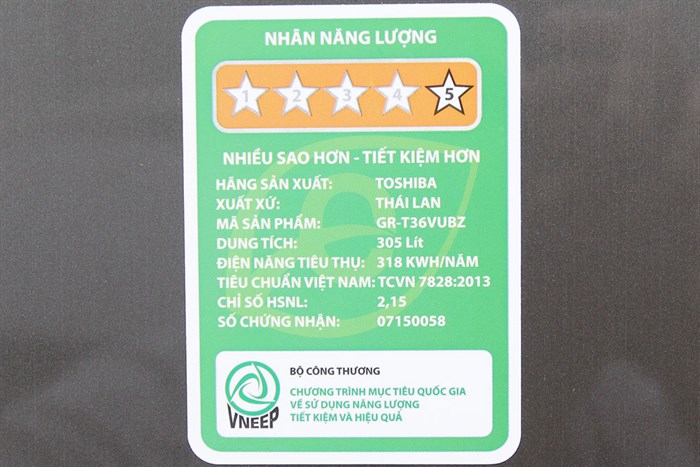 NHÃN NĂNG LƯỢNG
1 2 3 4 5
NHIỀU SAO HƠN - TIẾT KIỆM HƠN
HÃNG SẢN XUẤT: TOSHIBA
XUẤT XỨ: THÁI LAN
MÃ SẢN PHẨM: GR-T36VUBZ
DUNG TÍCH: 305 Lít
ĐIỆN NĂNG TIÊU THỤ: 318 KWH/NĂM
TIÊU CHUẨN VIỆT NAM: TCVN 7828:2013
CHỈ SỐ HSNL: 2,15
SỐ CHỨNG NHẬN: 07150058
BỘ CÔNG THƯƠNG
CHƯƠNG TRÌNH MỤC TIÊU QUỐC GIA
VỀ SỬ DỤNG NĂNG LƯỢNG
TIẾT KIỆM VÀ HIỆU QUẢ
VNEEP